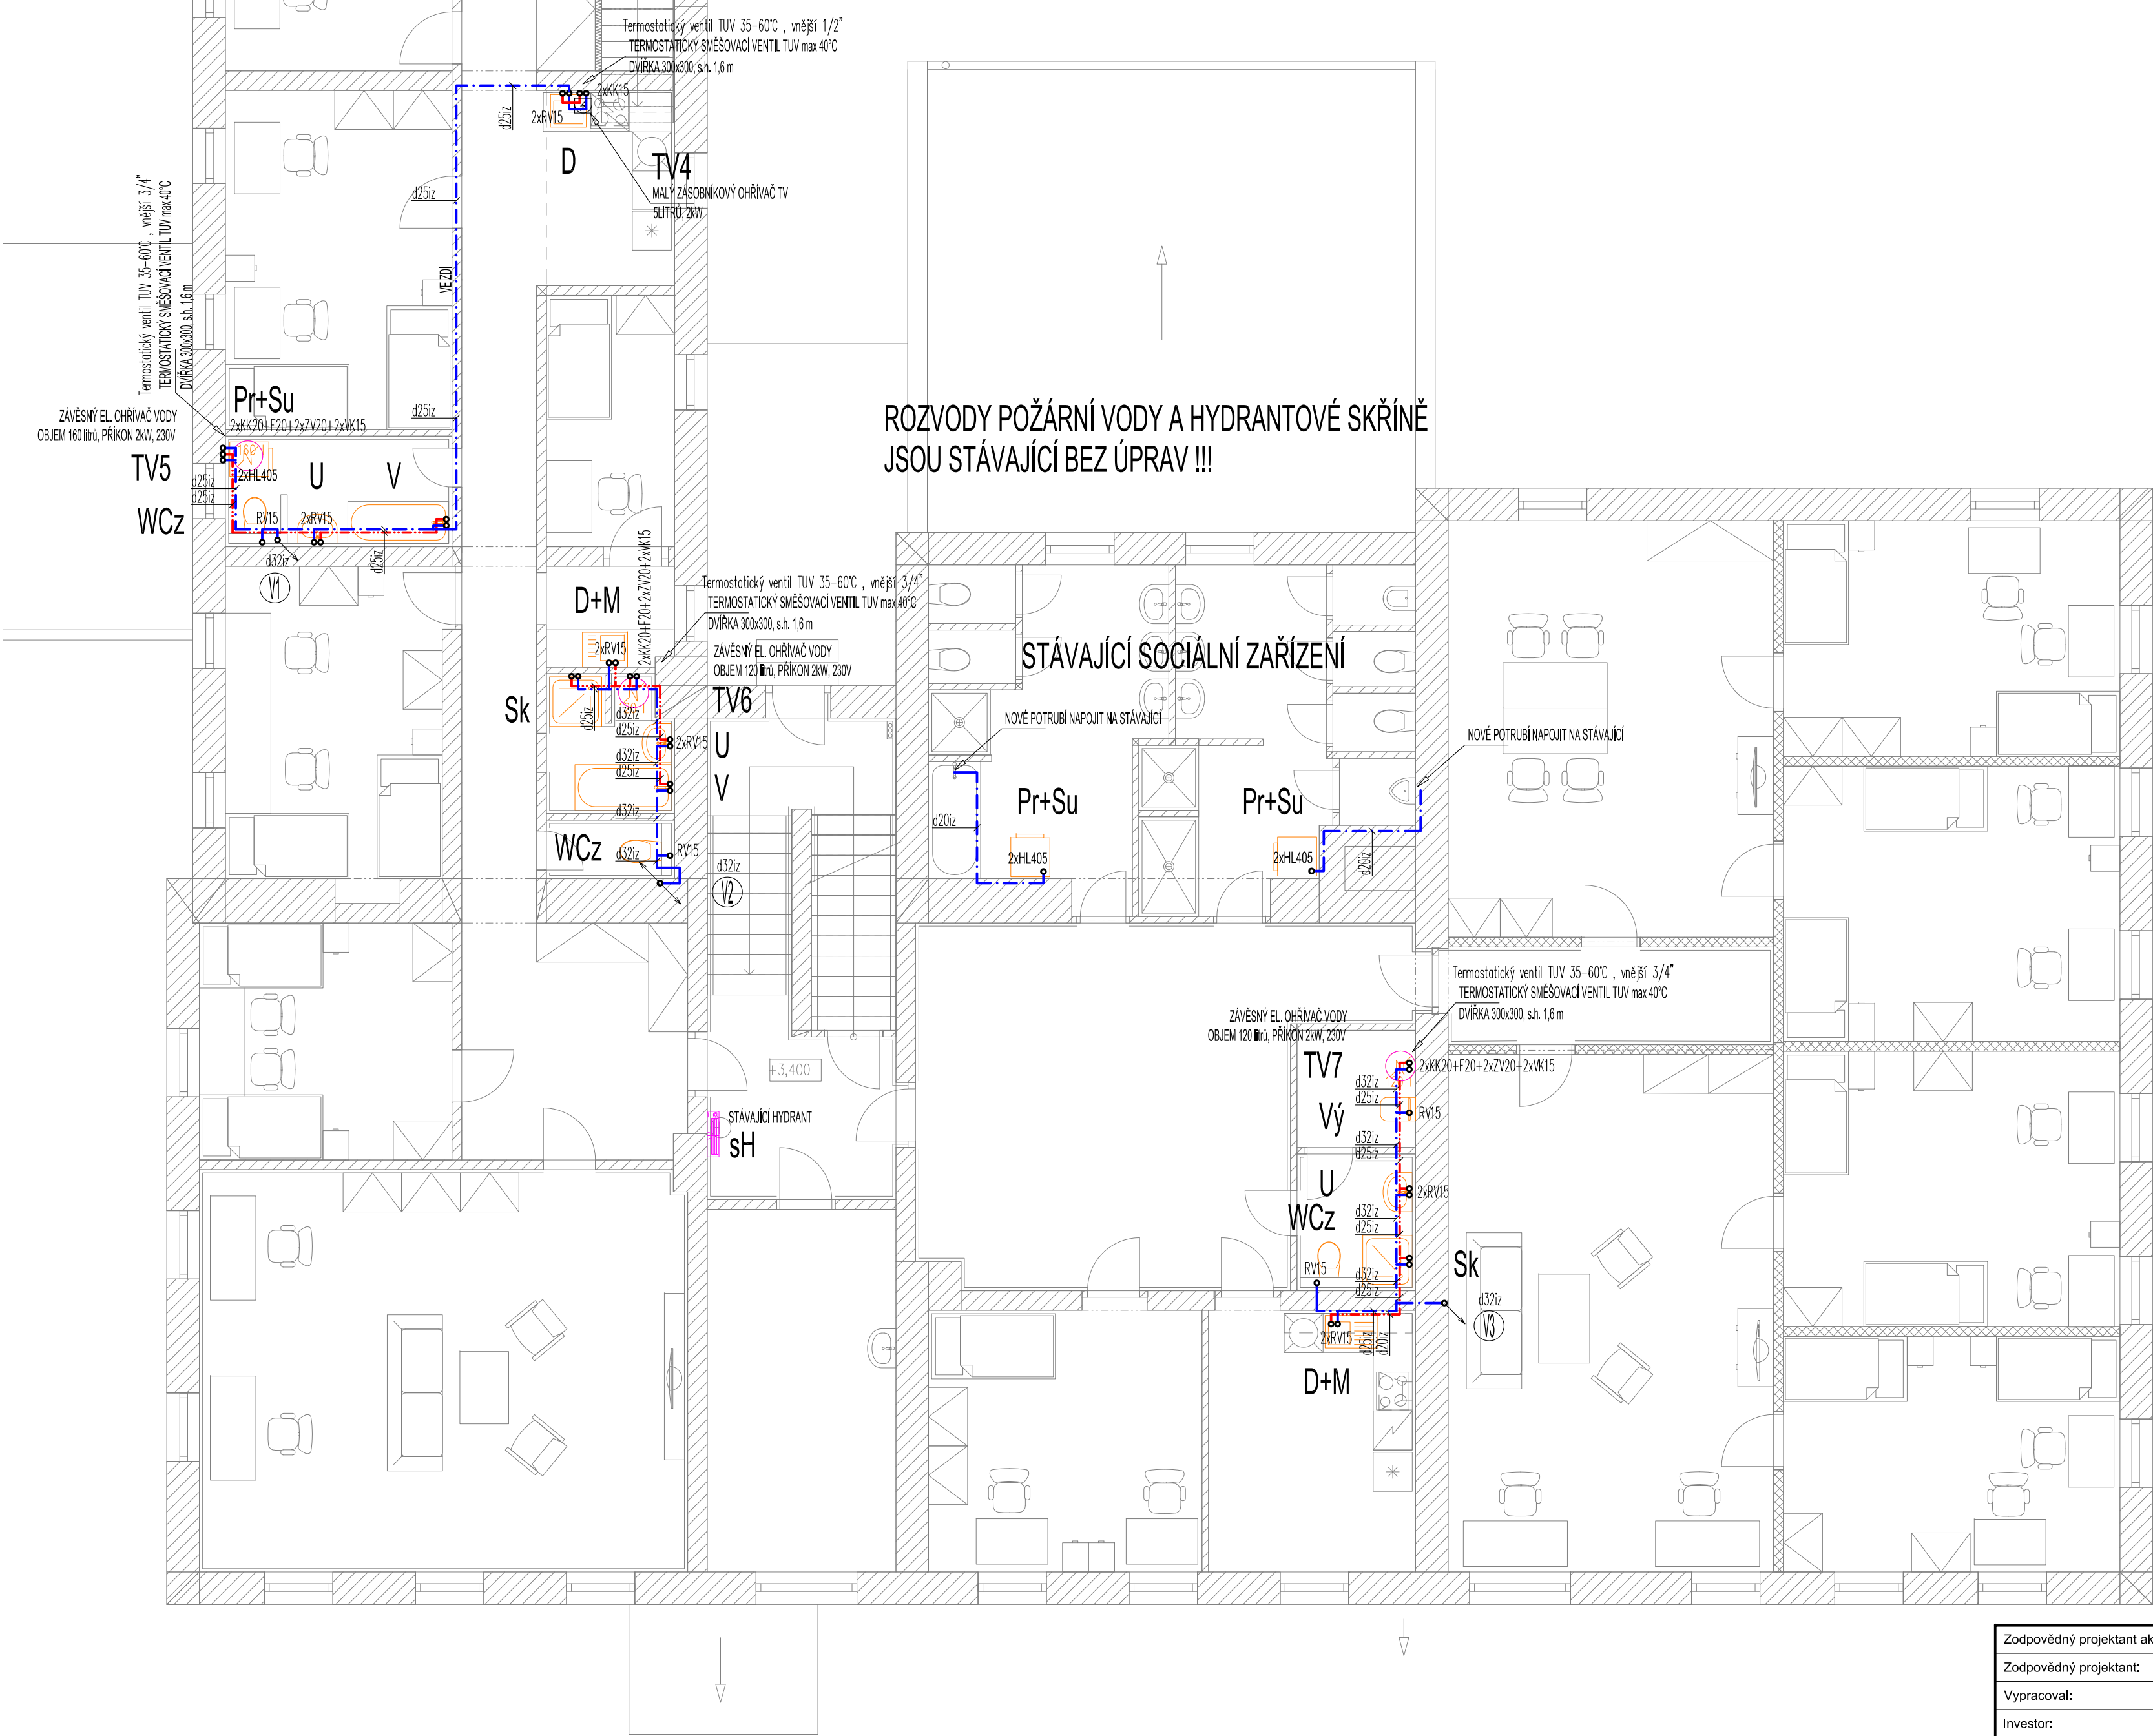 Termostatický ventil TUV 35-60°C , vnější 1/2"
TERMOSTATICKÝ SMĚŠOVACÍ VENTIL TUV max 40°C
DVÍŘKA 300x300, s.h. 1,6 m
2xKK15
d25iz
2xRV15
D
TV4
MALÝ ZÁSOBNÍKOVÝ OHŘÍVAČ TV
5LITRŮ, 2kW
d25iz
VE ZDI
Termostatický ventil TUV 35-60°C , vnější 3/4"
TERMOSTATICKÝ SMĚŠOVACÍ VENTIL TUV max 40°C
DVÍŘKA 300x300, s.h. 1,6 m
Pr+Su
d25iz
2xKK20+F20+2xZV20+2xVK15
ZÁVĚSNÝ EL. OHŘÍVAČ VODY
OBJEM 160 litrů, PŘÍKON 2kW, 230V
TV5
160
2xHL405
U
V
d25iz
d25iz
WCz
RV15
2xRV15
d25iz
d32iz
V1
ROZVODY POŽÁRNÍ VODY A HYDRANTOVÉ SKŘÍNĚ
JSOU STÁVAJÍCÍ BEZ ÚPRAV !!!
D+M
2xKK20+F20+2xZV20+2xVK15
Termostatický ventil TUV 35-60°C , vnější 3/4"
TERMOSTATICKÝ SMĚŠOVACÍ VENTIL TUV max 40°C
DVÍŘKA 300x300, s.h. 1,6 m
2xRV15
ZÁVĚSNÝ EL. OHŘÍVAČ VODY
OBJEM 120 litrů, PŘÍKON 2kW, 230V
TV6
Sk
d25iz
d32iz
d25iz
2xRV15
U
d32iz
d25iz
V
d32iz
WCz
d32iz
RV15
d32iz
V2
STÁVAJÍCÍ SOCIÁLNÍ ZAŘÍZENÍ
NOVÉ POTRUBÍ NAPOJIT NA STÁVAJÍCÍ
NOVÉ POTRUBÍ NAPOJIT NA STÁVAJÍCÍ
Pr+Su
Pr+Su
d20iz
2xHL405
2xHL405
d20iz
Termostatický ventil TUV 35-60°C , vnější 3/4"
TERMOSTATICKÝ SMĚŠOVACÍ VENTIL TUV max 40°C
DVÍŘKA 300x300, s.h. 1,6 m
ZÁVĚSNÝ EL. OHŘÍVAČ VODY
OBJEM 120 litrů, PŘÍKON 2kW, 230V
TV7
2xKK20+F20+2xZV20+2xVK15
+3,400
STÁVAJÍCÍ HYDRANT
sH
d32iz
d25iz
Vý
RV15
d32iz
d25iz
U
2xRV15
WCz
d32iz
d25iz
RV15
d32iz
d25iz
Sk
d32iz
V3
2xRV15
d25iz
d20iz
D+M
Zodpovědný projektant
Zodpovědný projektant:
Vypracoval:
Investor: